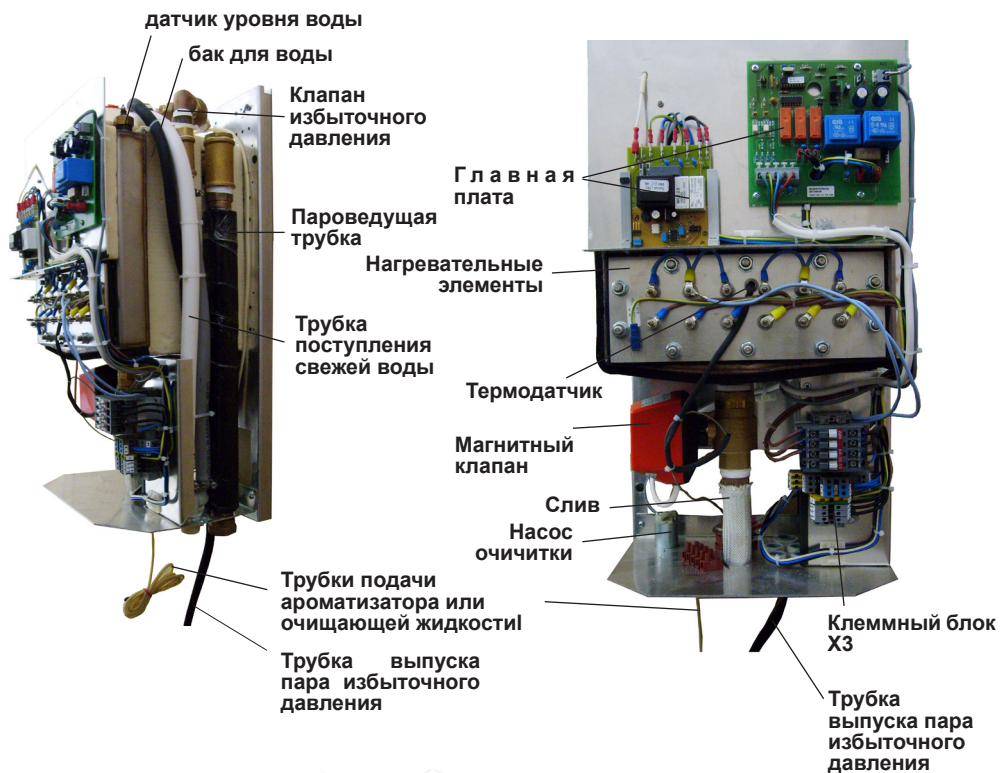 датчик уровня воды
бак для воды
Клапан
избыточного
давления
Пароведущая
трубка
Трубка
поступления
свежей воды
Главная
плата
Нагревательные
элементы
Термодатчик
Магнитный
клапан
Слив
Насос
очичитки
Трубки подачи
ароматизатора или
очищающей жидкостиl
Трубка выпуска
пара избыточного
давления
Клеммный блок
X3
Трубка
выпуска пара
избыточного
давления